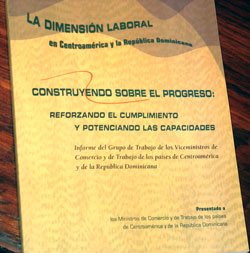 LA DIMENSIÓN LABORAL
en Centroamérica y la República Dominicana
CONSTRUYENDO SOBRE EL PROGRESO:
REFORZANDO EL CUMPLIMIENTO
Y POTENCIANDO LAS CAPACIDADES
Informe del Grupo de Trabajo de los Viceministros de
Comercio y de Trabajo de los países de Centroamérica
y de la República Dominicana
Presentado a
los Ministros de Comercio y de Trabajo de los países
de Centroamérica y de la República Dominicana